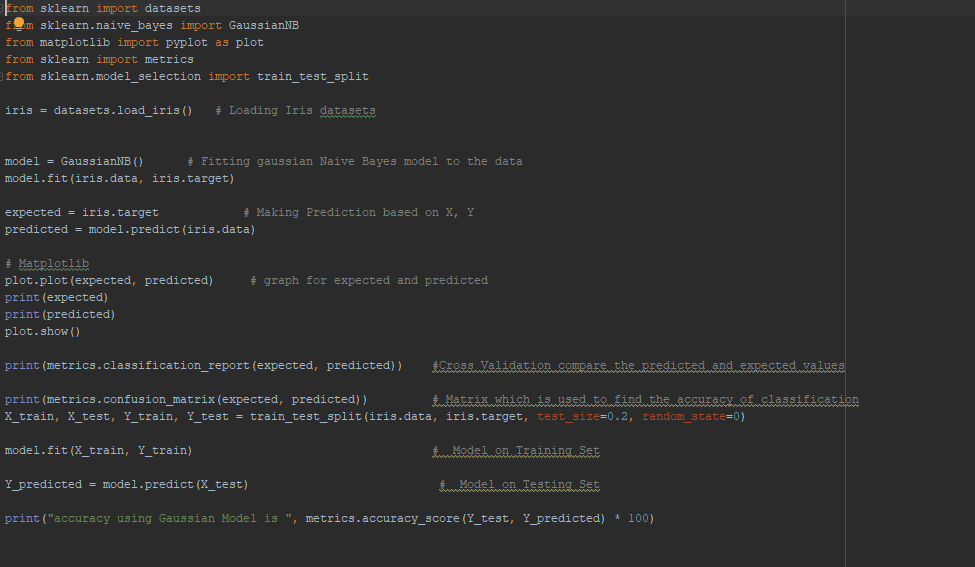 from sklearn import datasets
from sklearn.naive_bayes import GaussianNB
from matplotlib import pyplot as plot
from sklearn import metrics
from sklearn.model_selection import train_test_split
iris = datasets.load_iris()   # Loading Iris datasets
model = GaussianNB()      # Fitting gaussian Naive Bayes model to the data
model.fit(iris.data, iris.target)
expected = iris.target            # Making Prediction based on X, Y
predicted = model.predict(iris.data)
# Matplotlib
plot.plot(expected, predicted)     # graph for expected and predicted
print(expected)
print(predicted)
plot.show()
print(metrics.classification_report(expected, predicted))    #Cross Validation compare the predicted and expected values
print(metrics.confusion_matrix(expected, predicted))         # Matrix which is used to find the accuracy of classification
X_train, X_test, Y_train, Y_test = train_test_split(iris.data, iris.target, test_size=0.2, random_state=0)
model.fit(X_train, Y_train)                                  #  Model on Training Set
Y_predicted = model.predict(X_test)                           #  Model on Testing Set
print("accuracy using Gaussian Model is ", metrics.accuracy_score(Y_test, Y_predicted) * 100)